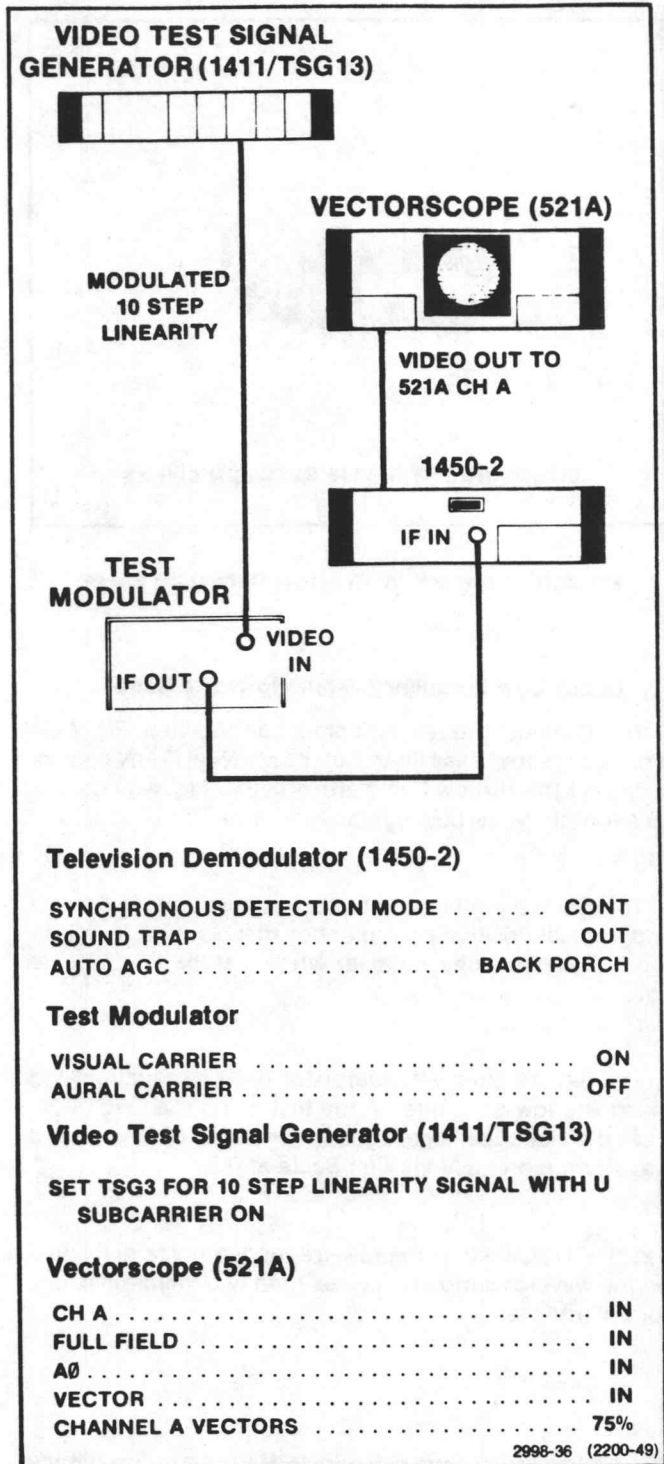 VIDEO TEST SIGNAL
GENERATOR (1411/TSG13)
VECTORSCOPE (521A)
MODULATED
10 STEP
LINEARITY
VIDEO OUT TO
521A CH A
1450-2
IF IN
TEST
MODULATOR
VIDEO
IN
IF OUT
Television Demodulator (1450-2)
SYNCHRONOUS DETECTION MODE CONT
SOUND TRAP . . . . . . . . . . . . . . . . . . . . . . . . . . . . . OUT
AUTO AGC . . . . . . . . . . . . . . . . . . . . BACK PORCH
Test Modulator
VISUAL CARRIER . . . . . . . . . . . . . . . . . . . . . . . . . . . ON
AURAL CARRIER . . . . . . . . . . . . . . . . . . . . . . . . . . OFF
Video Test Signal Generator (1411/TSG13)
SET TSG3 FOR 10 STEP LINEARITY SIGNAL WITH U
SUBCARRIER ON
Vectorscope (521A)
CH A . . . . . . . . . . . . . . . . . . . . . . . . . . . . . . . . . . . . . IN
FULL FIELD . . . . . . . . . . . . . . . . . . . . . . . . . . . . . . . IN
AØ . . . . . . . . . . . . . . . . . . . . . . . . . . . . . . . . . . . . . . IN
VECTOR . . . . . . . . . . . . . . . . . . . . . . . . . . . . . . . . . . IN
CHANNEL A VECTORS . . . . . . . . . . . . . . . . . . . 75%
2998-36 (2200-49)